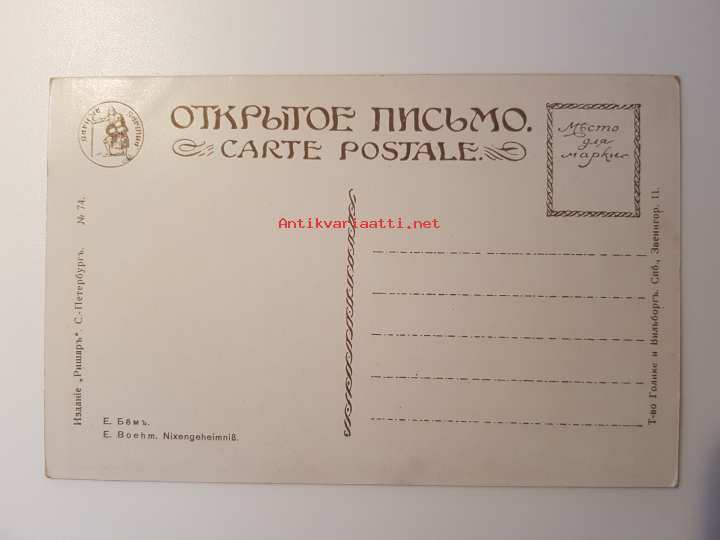 ОТКРЫТОЕ ПИСЬМО.
CARTE POSTALE.
Мѣсто
для
марки
Antikvariaatti.net
Изданіе „Ришаръ“. С.-Петербургъ. № 74.
Е. Бёмъ.
E. Boehm. Nixengeheimniß.
Т-во Голике и Вильборгъ. Спб., Звенигор. 11.